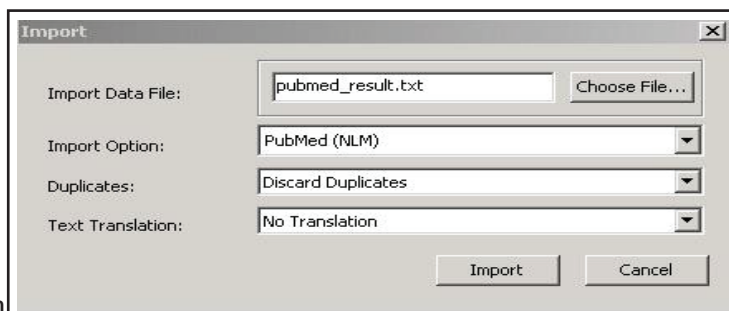 Import
Import Data File: pubmed_result.txt Choose File...
Import Option: PubMed (NLM)
Duplicates: Discard Duplicates
Text Translation: No Translation
Import Cancel